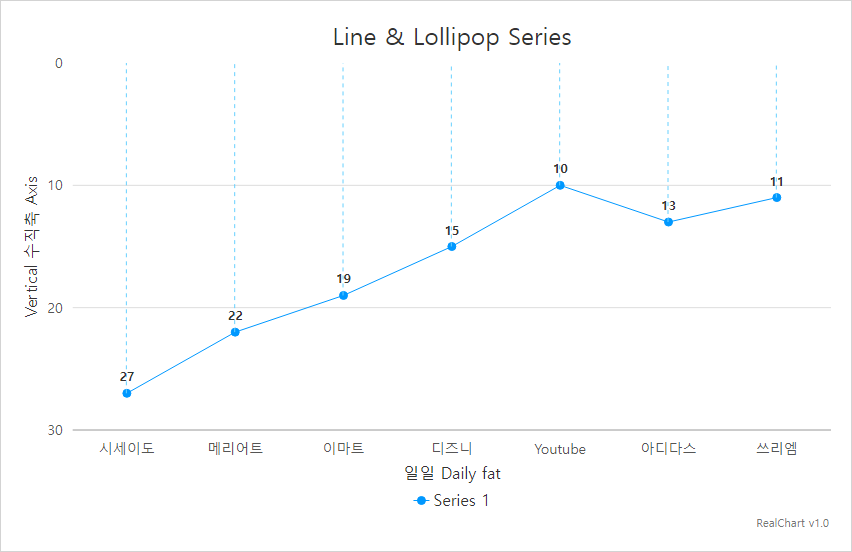 Line & Lollipop Series
Vertical 수직축 Axis
0
10
20
30
27
22
19
15
10
13
11
시세이도
메리어트
이마트
디즈니
Youtube
아디다스
쓰리엠
일일 Daily fat
Series 1
RealChart v1.0